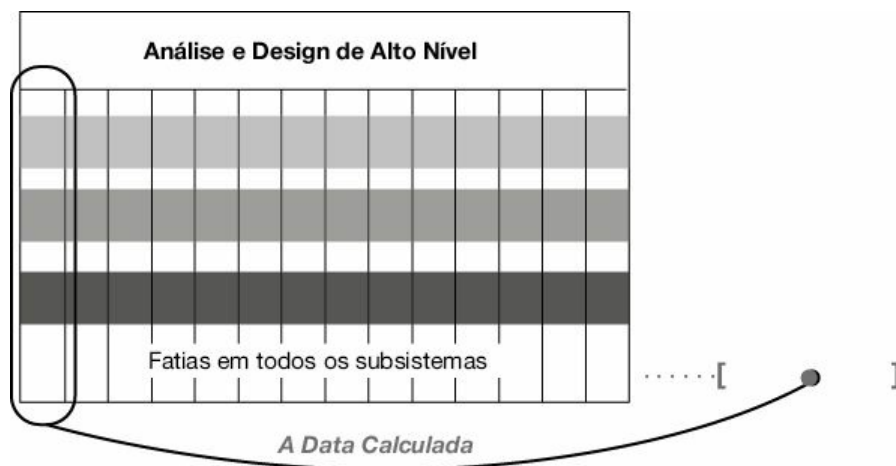 Análise e Design de Alto Nível
Fatias em todos os subsistemas
......[ ]
A Data Calculada